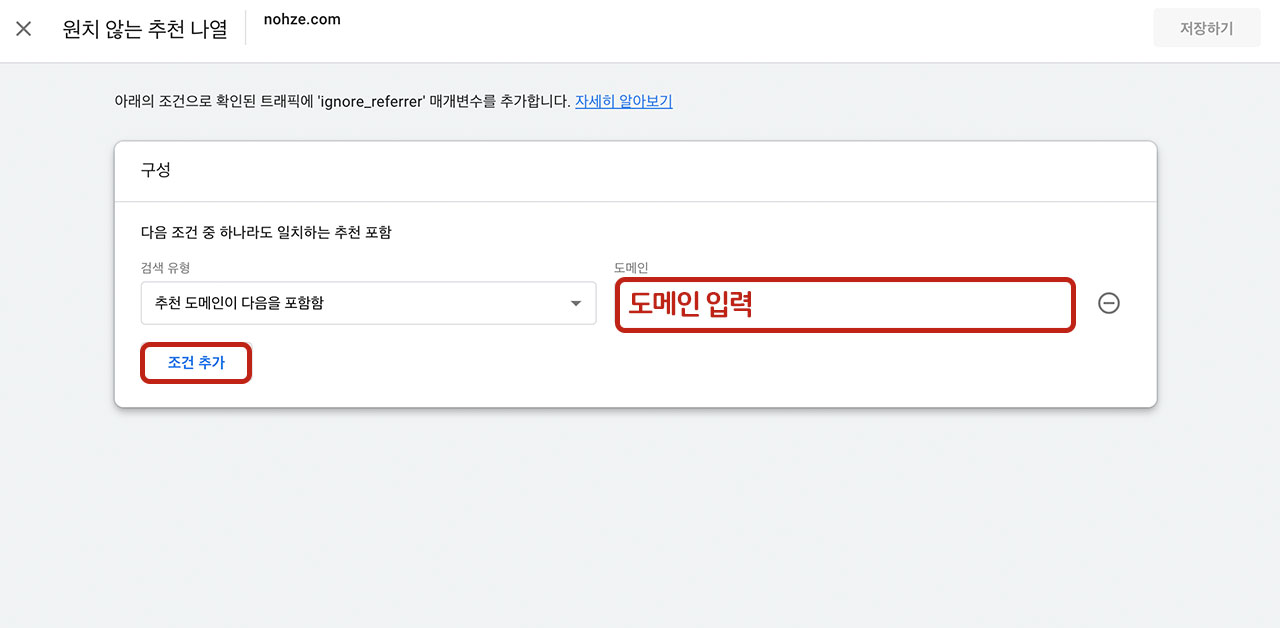 원치 않는 추천 나열
nohze.com
저장하기
아래의 조건으로 확인된 트래픽에 'ignore_referrer' 매개변수를 추가합니다. 자세히 알아보기
구성
다음 조건 중 하나라도 일치하는 추천 포함
검색 유형
도메인
추천 도메인이 다음을 포함함
도메인 입력
조건 추가